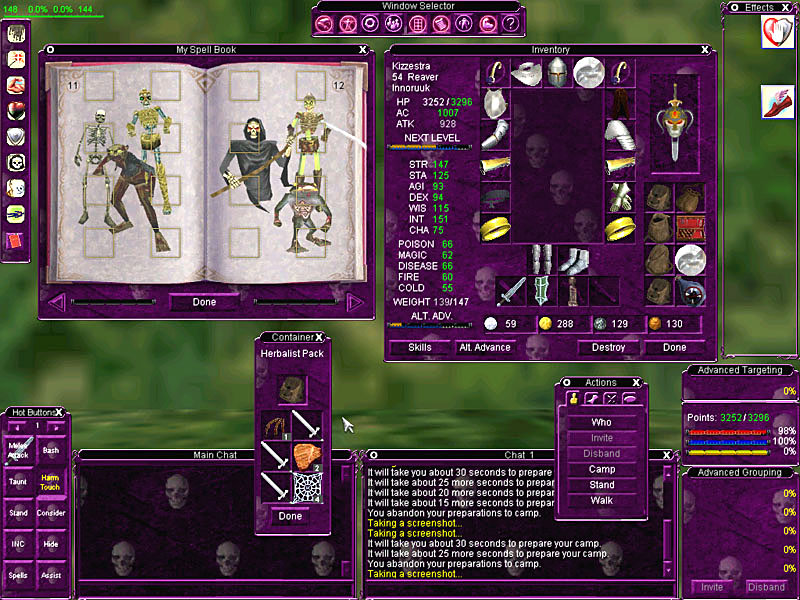 148 0.0% 0.0% 144
Window Selector
Effects X
My Spell Book X
11
12
Done
Inventory X
Kizzestra
54 Reaver
Innoruuk
HP 3252/3296
AC 1007
ATK 928
NEXT LEVEL
STR 147
STA 125
AGI 93
DEX 94
WIS 115
INT 151
CHA 75
POISON 66
MAGIC 62
DISEASE 66
FIRE 60
COLD 55
WEIGHT 139/147
ALT. ADV.
59 288 129 130
Skills Alt. Advance Destroy Done
Container X
Herbalist Pack
1
2
4
Done
Actions X
Who
Invite
Disband
Camp
Stand
Walk
Advanced Targeting
0%
Points: 3252/3296
98%
100%
0%
Advanced Grouping
0%
0%
0%
0%
0%
Invite Disband
Hot Buttons X
1
Melee Attack
Bash
Taunt
Harm Touch
Stand
Consider
INC
Hide
Spells
Assist
Main Chat X
Chat 1 X
It will take you about 30 seconds to prepare
It will take about 25 more seconds to prepare
It will take about 20 more seconds to prepare
It will take about 15 more seconds to prepare
You abandon your preparations to camp.
Taking a screenshot...
Taking a screenshot...
It will take you about 30 seconds to prepare your camp.
It will take about 25 more seconds to prepare your camp.
You abandon your preparations to camp.
Taking a screenshot...